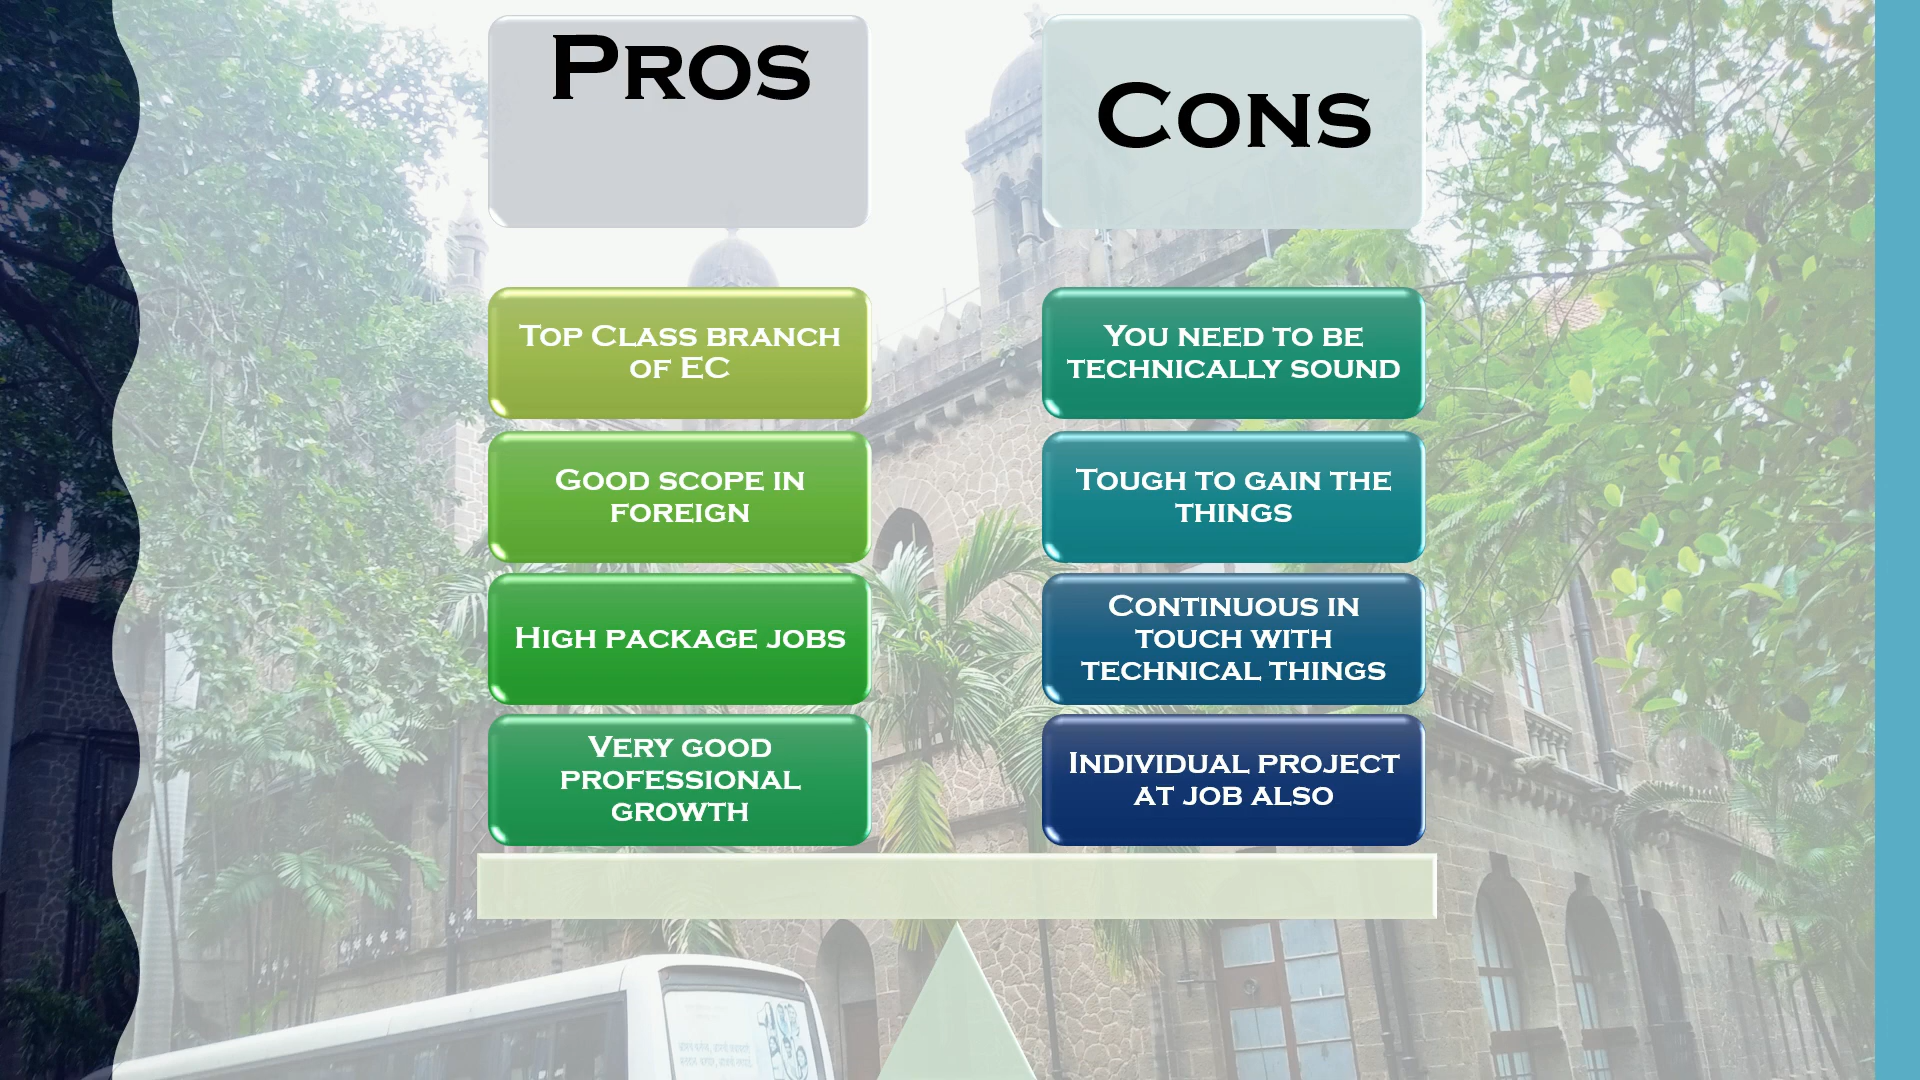 Pros
Top Class branch
of EC
Good scope in
foreign
High package jobs
Very good
professional
growth
Cons
You need to be
technically sound
Tough to gain the
things
Continuous in
touch with
technical things
Individual project
at job also